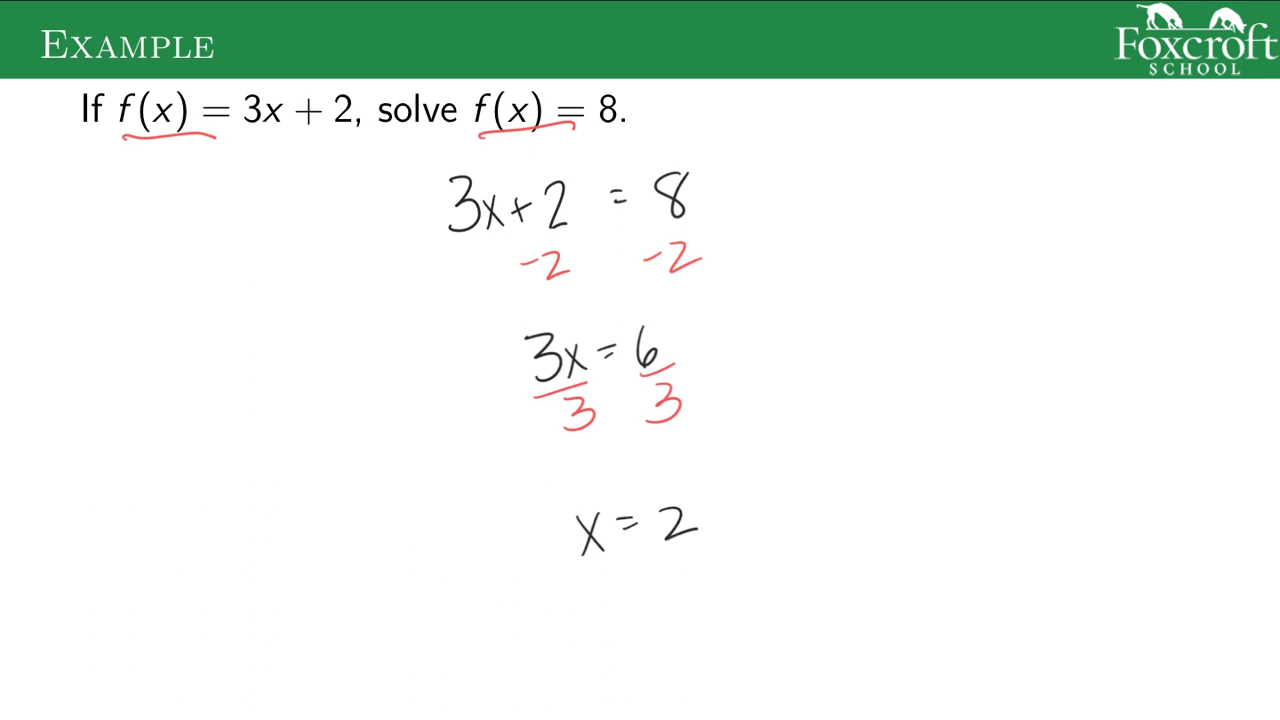 EXAMPLE
Foxcroft
SCHOOL
If f(x) = 3x + 2, solve f(x) = 8.
3x+2 = 8
-2 -2
3x = 6
3 3
x = 2